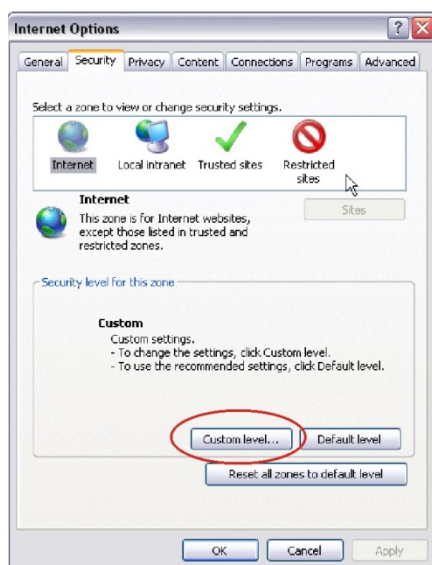 Internet Options
General Security Privacy Content Connections Programs Advanced
Select a zone to view or change security settings.
Internet Local intranet Trusted sites Restricted
sites
Internet
Sites
This zone is for Internet websites,
except those listed in trusted and
restricted zones.
Security level for this zone
Custom
Custom settings.
- To change the settings, click Custom level.
- To use the recommended settings, click Default level.
Custom level... Default level
Reset all zones to default level
OK Cancel Apply